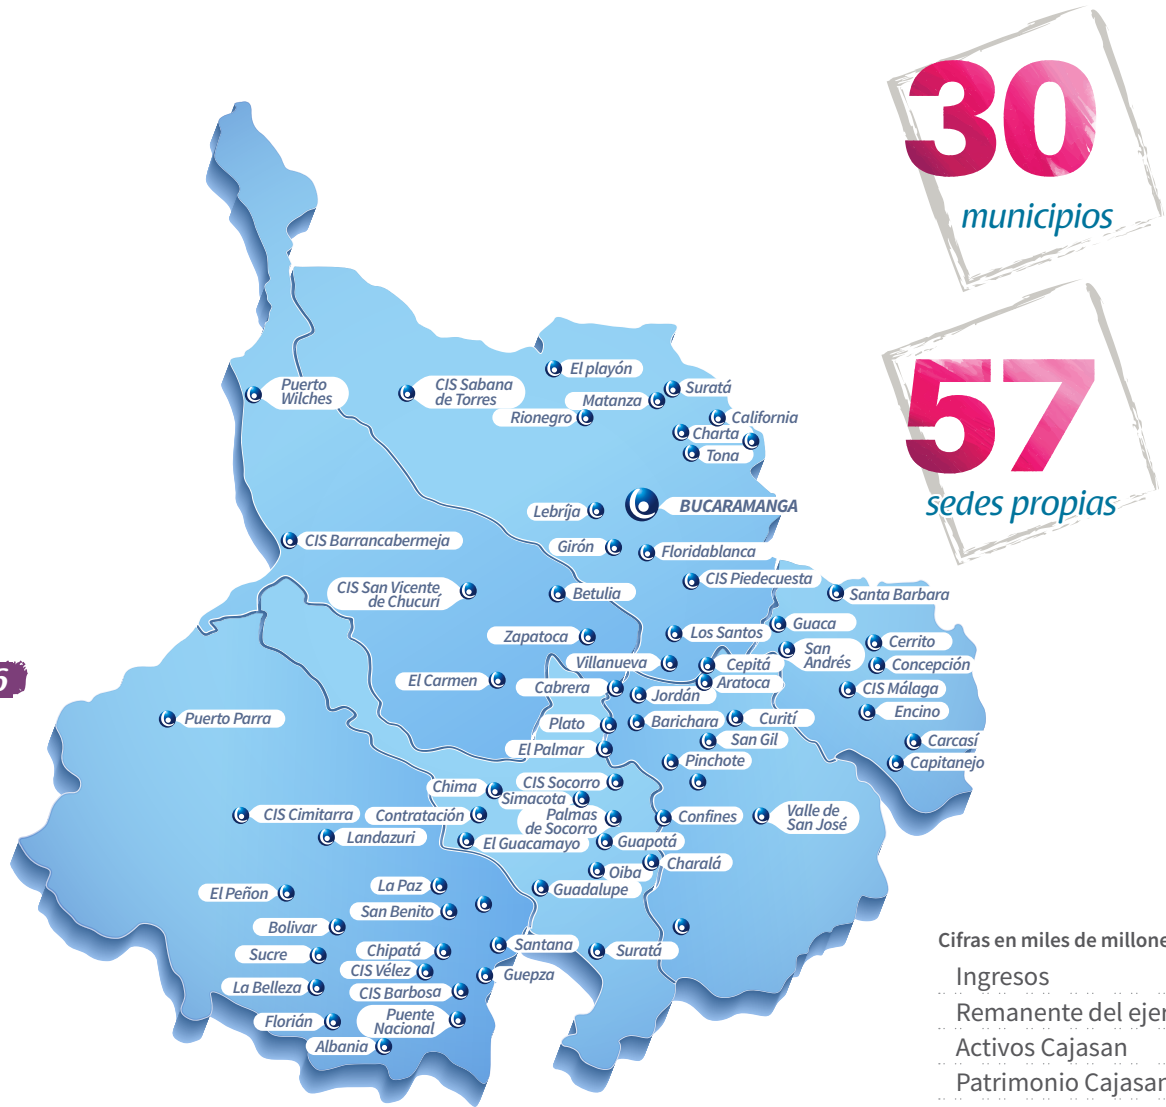 30
municipios
57
sedes propias
El playón
Puerto
Wilches
CIS Sabana
de Torres
Suratá
Matanza
Rionegro
California
Charta
Tona
Lebríja
BUCARAMANGA
CIS Barrancabermeja
Girón
Floridablanca
CIS San Vicente
de Chucurí
Betulia
CIS Piedecuesta
Santa Barbara
Zapatoca
Los Santos
Guaca
Villanueva
Cepitá
San
Andrés
Cerrito
Concepción
El Carmen
Cabrera
Jordán
Aratoca
CIS Málaga
6
Puerto Parra
Plato
Barichara
Curití
Encino
El Palmar
San Gil
Carcasí
Pinchote
Capitanejo
Chima
CIS Socorro
Simacota
CIS Cimitarra
Contratación
Palmas
de Socorro
Confines
Valle de
San José
Landazuri
El Guacamayo
Guapotá
Charalá
Oiba
El Peñon
La Paz
Guadalupe
San Benito
Bolivar
Sucre
Chipatá
Santana
Suratá
CIS Vélez
Guepza
La Belleza
CIS Barbosa
Florián
Puente
Nacional
Albania
Cifras en miles de millone
Ingresos
Remanente del ejer
Activos Cajasan
Patrimonio Cajasan